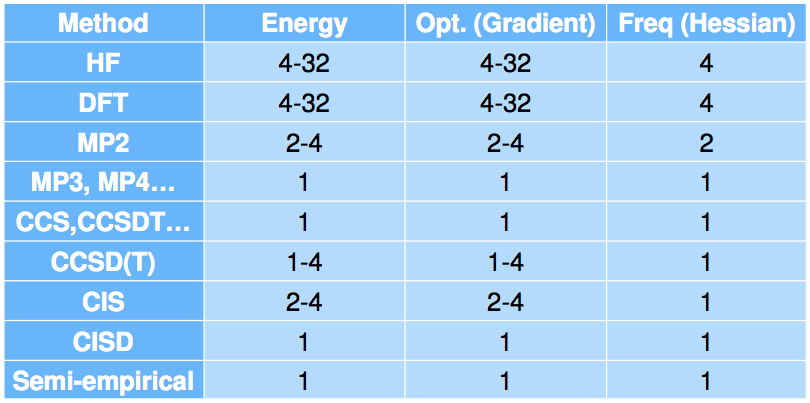 Method Energy Opt. (Gradient) Freq (Hessian)
HF 4-32 4-32 4
DFT 4-32 4-32 4
MP2 2-4 2-4 2
MP3, MP4… 1 1 1
CCS,CCSDT… 1 1 1
CCSD(T) 1-4 1-4 1
CIS 2-4 2-4 1
CISD 1 1 1
Semi-empirical 1 1 1